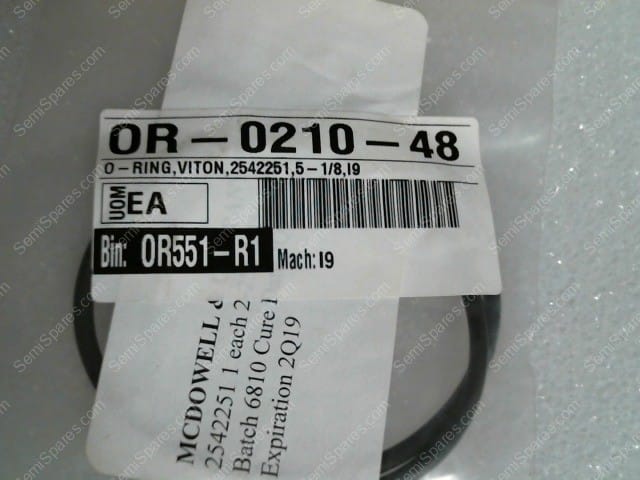 OR-0210-48
O-RING,VITON,2542251,5-1/8,I9
UOM EA
Bin: OR551-R1 Mach: I9
MCDOWELL &
2542251 1 each 2
Batch 6810 Cure
Expiration 2Q19
SemiSpares.com